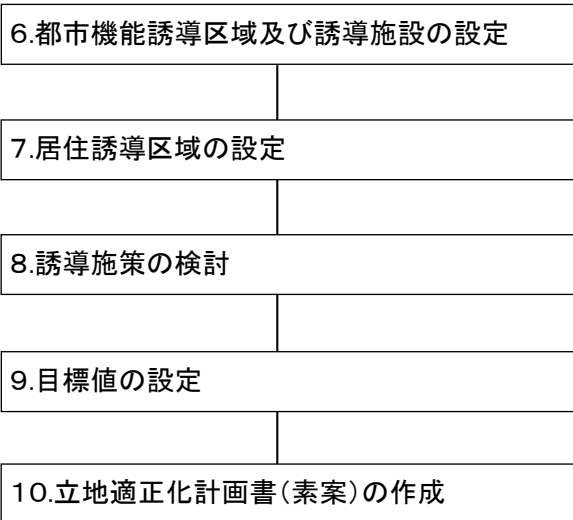 6.都市機能誘導区域及び誘導施設の設定
7.居住誘導区域の設定
8.誘導施策の検討
9.目標値の設定
10.立地適正化計画書(素案)の作成